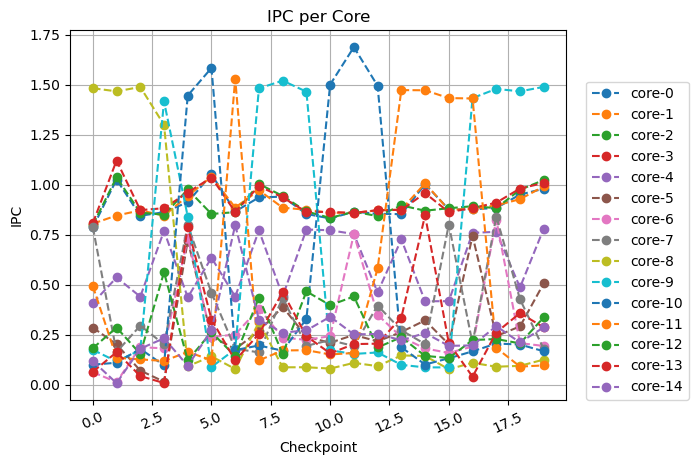 IPC per Core
IPC
1.75
1.50
1.25
1.00
0.75
0.50
0.25
0.00
0.0
2.5
5.0
7.5
10.0
12.5
15.0
17.5
Checkpoint
core-0
core-1
core-2
core-3
core-4
core-5
core-6
core-7
core-8
core-9
core-10
core-11
core-12
core-13
core-14